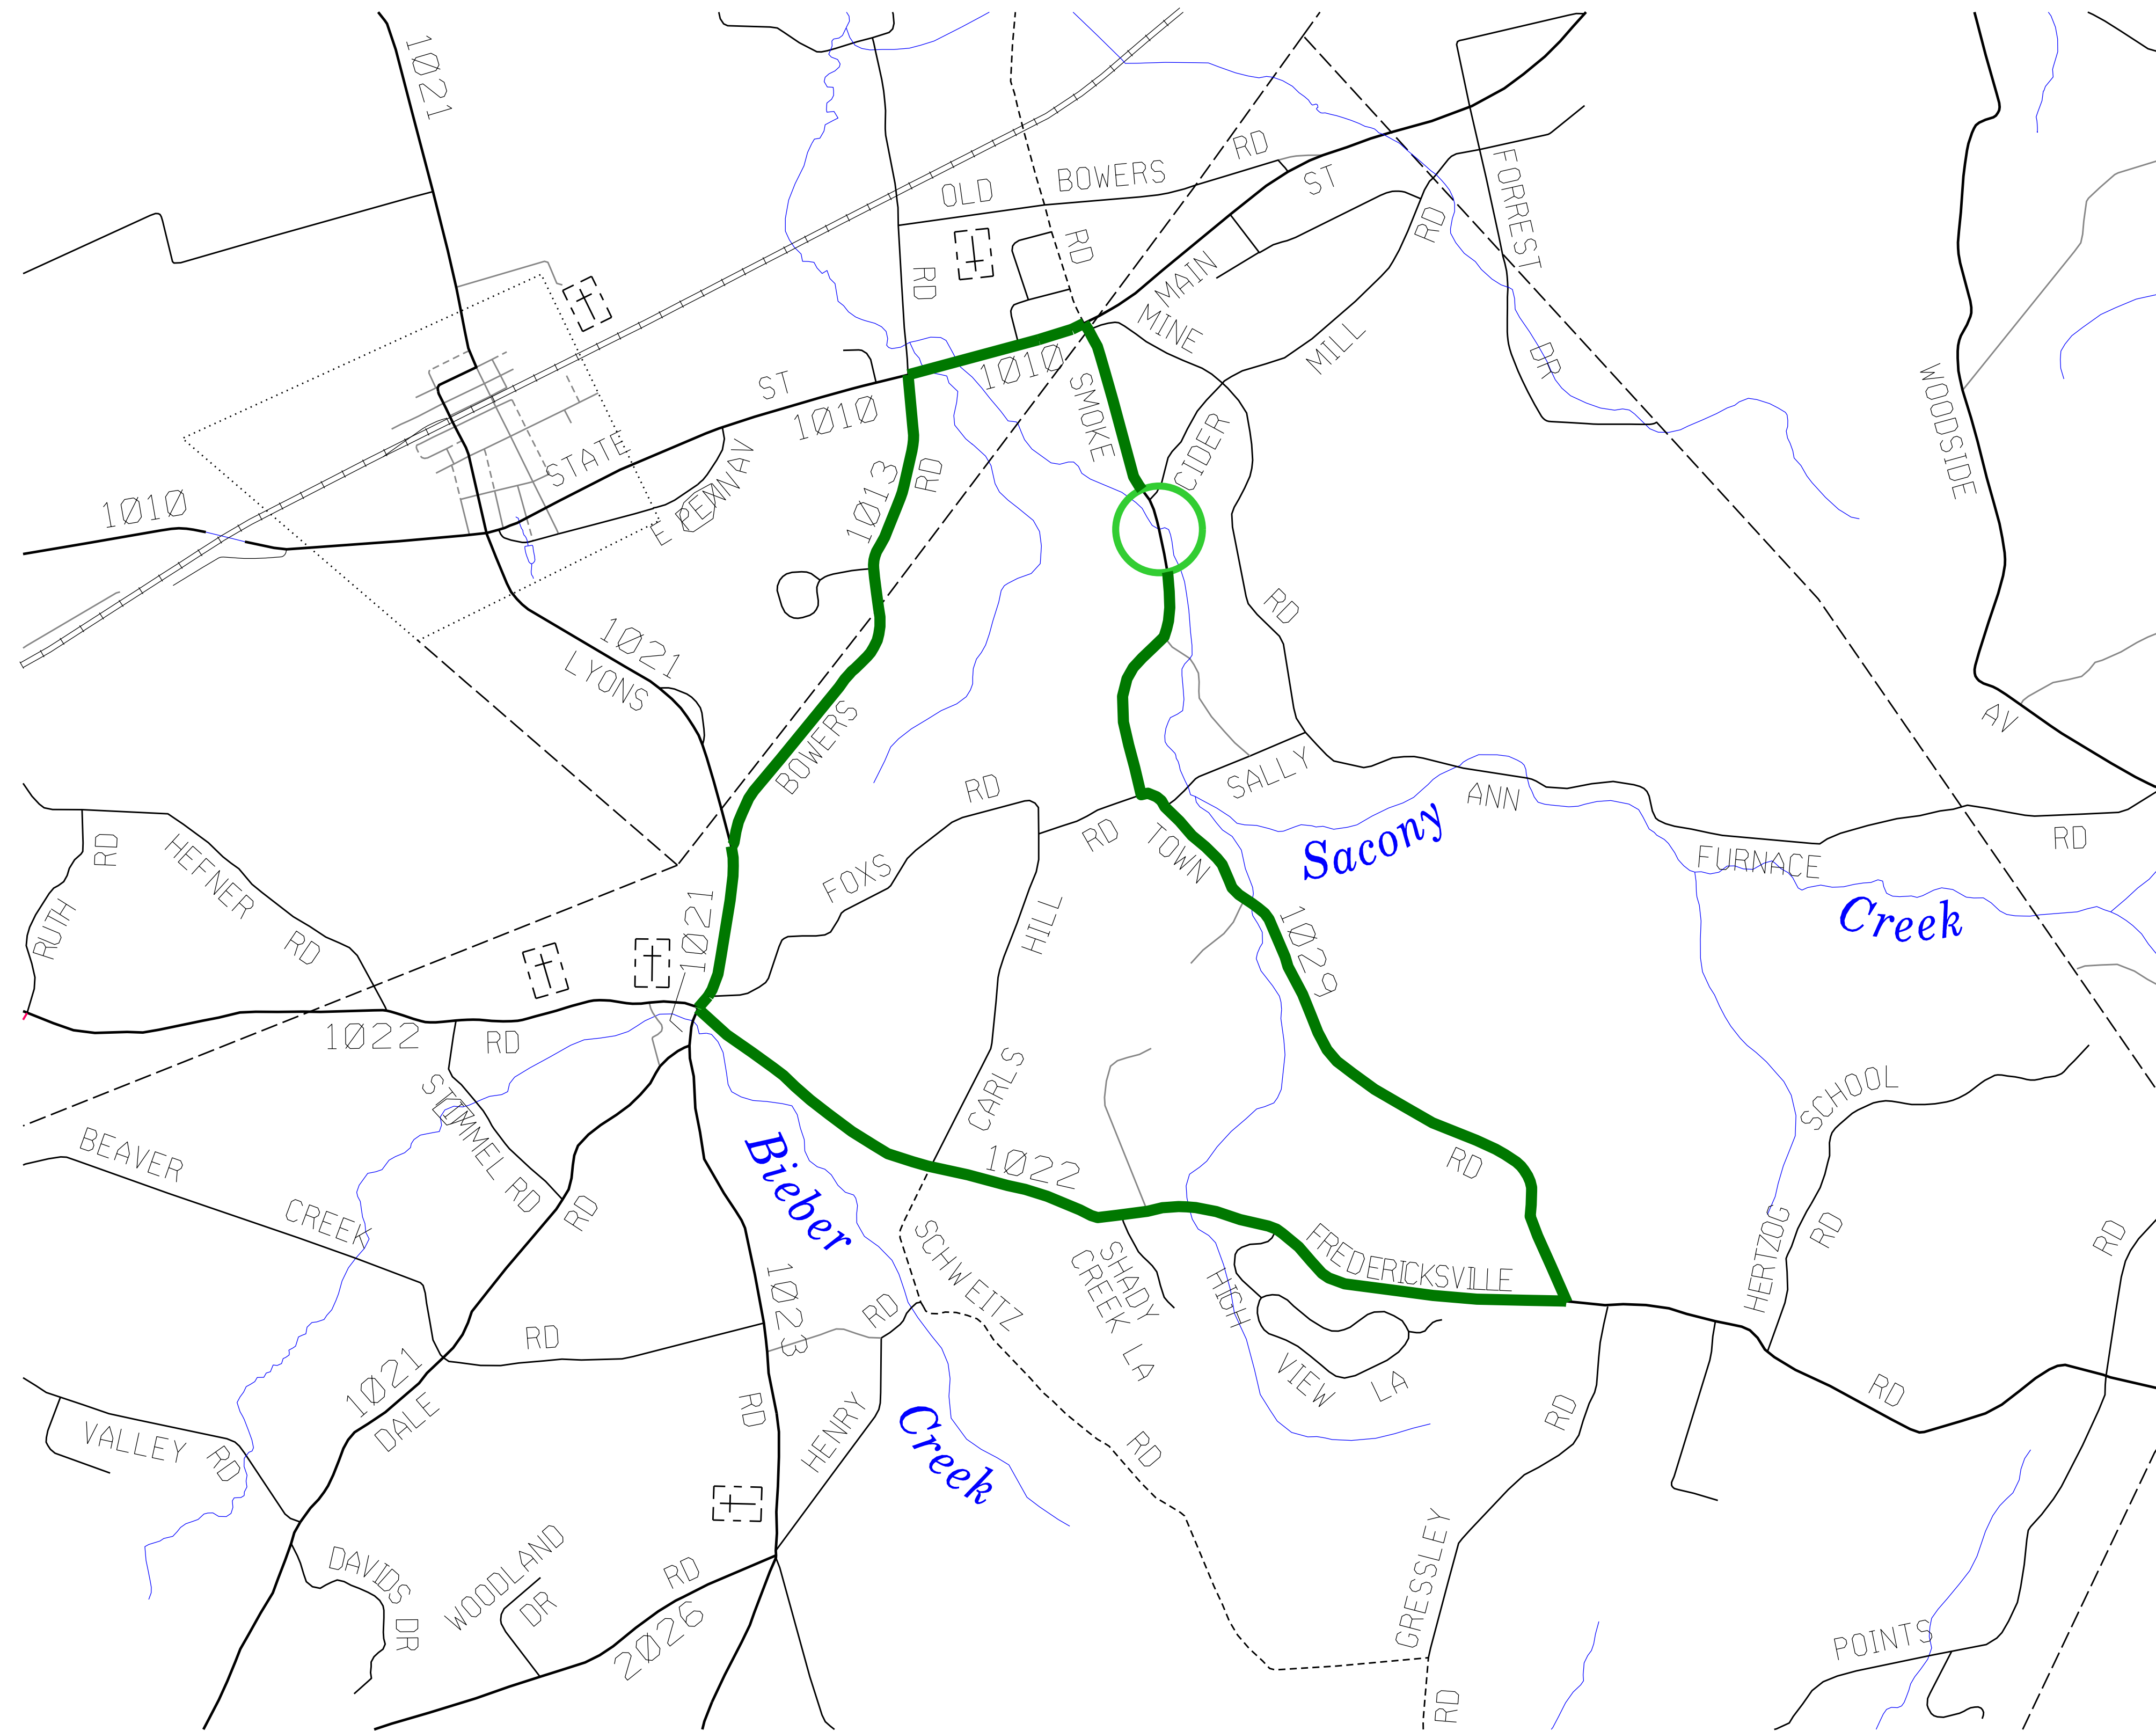 1021
RD
OLD
BOWERS
ST
FORREST
RD
RD
RD
MAIN
MINE
MILL
DR
1010
WOODSIDE
SMOKE
ST
1010
CIDER
STATE
E PENN AV
1013
RD
1010
RD
1021
LYONS
BOWERS
AV
SALLY
RD
ANN
Sacony
RD
TOWN
RD
RD
HEFNER
FOXS
FURNACE
RUTH
RD
1021
HILL
1029
Creek
1022
RD
STIMMEL RD
CARLS
SCHOOL
BEAVER
Bieber
1022
RD
CREEK
RD
SCHWEITZ
SHADY
CREEK LA
HIGH
FREDERICKSVILLE
HERTZOG
RD
RD
1023
RD
RD
1021
DALE
VIEW
LA
RD
RD
VALLEY
RD
RD
HENRY
Creek
RD
GRESSLEY
DAVIDS
DR
WOODLAND
DR
RD
2026
POINTS
RD